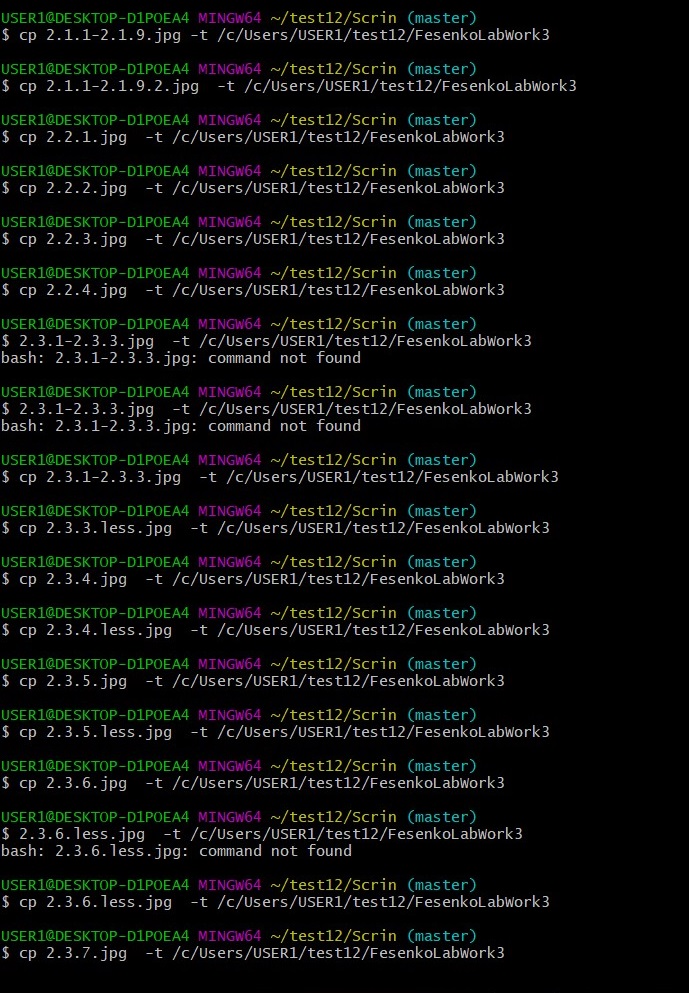 USER1@DESKTOP-D1POEA4 MINGW64 ~/test12/Scrin (master)
$ cp 2.1.1-2.1.9.jpg -t /c/Users/USER1/test12/FesenkoLabWork3
USER1@DESKTOP-D1POEA4 MINGW64 ~/test12/Scrin (master)
$ cp 2.1.1-2.1.9.2.jpg  -t /c/Users/USER1/test12/FesenkoLabWork3
USER1@DESKTOP-D1POEA4 MINGW64 ~/test12/Scrin (master)
$ cp 2.2.1.jpg  -t /c/Users/USER1/test12/FesenkoLabWork3
USER1@DESKTOP-D1POEA4 MINGW64 ~/test12/Scrin (master)
$ cp 2.2.2.jpg  -t /c/Users/USER1/test12/FesenkoLabWork3
USER1@DESKTOP-D1POEA4 MINGW64 ~/test12/Scrin (master)
$ cp 2.2.3.jpg  -t /c/Users/USER1/test12/FesenkoLabWork3
USER1@DESKTOP-D1POEA4 MINGW64 ~/test12/Scrin (master)
$ cp 2.2.4.jpg  -t /c/Users/USER1/test12/FesenkoLabWork3
USER1@DESKTOP-D1POEA4 MINGW64 ~/test12/Scrin (master)
$ 2.3.1-2.3.3.jpg  -t /c/Users/USER1/test12/FesenkoLabWork3
bash: 2.3.1-2.3.3.jpg: command not found
USER1@DESKTOP-D1POEA4 MINGW64 ~/test12/Scrin (master)
$ 2.3.1-2.3.3.jpg  -t /c/Users/USER1/test12/FesenkoLabWork3
bash: 2.3.1-2.3.3.jpg: command not found
USER1@DESKTOP-D1POEA4 MINGW64 ~/test12/Scrin (master)
$ cp 2.3.1-2.3.3.jpg  -t /c/Users/USER1/test12/FesenkoLabWork3
USER1@DESKTOP-D1POEA4 MINGW64 ~/test12/Scrin (master)
$ cp 2.3.3.less.jpg  -t /c/Users/USER1/test12/FesenkoLabWork3
USER1@DESKTOP-D1POEA4 MINGW64 ~/test12/Scrin (master)
$ cp 2.3.4.jpg  -t /c/Users/USER1/test12/FesenkoLabWork3
USER1@DESKTOP-D1POEA4 MINGW64 ~/test12/Scrin (master)
$ cp 2.3.4.less.jpg  -t /c/Users/USER1/test12/FesenkoLabWork3
USER1@DESKTOP-D1POEA4 MINGW64 ~/test12/Scrin (master)
$ cp 2.3.5.jpg  -t /c/Users/USER1/test12/FesenkoLabWork3
USER1@DESKTOP-D1POEA4 MINGW64 ~/test12/Scrin (master)
$ cp 2.3.5.less.jpg  -t /c/Users/USER1/test12/FesenkoLabWork3
USER1@DESKTOP-D1POEA4 MINGW64 ~/test12/Scrin (master)
$ cp 2.3.6.jpg  -t /c/Users/USER1/test12/FesenkoLabWork3
USER1@DESKTOP-D1POEA4 MINGW64 ~/test12/Scrin (master)
$ 2.3.6.less.jpg  -t /c/Users/USER1/test12/FesenkoLabWork3
bash: 2.3.6.less.jpg: command not found
USER1@DESKTOP-D1POEA4 MINGW64 ~/test12/Scrin (master)
$ cp 2.3.6.less.jpg  -t /c/Users/USER1/test12/FesenkoLabWork3
USER1@DESKTOP-D1POEA4 MINGW64 ~/test12/Scrin (master)
$ cp 2.3.7.jpg  -t /c/Users/USER1/test12/FesenkoLabWork3